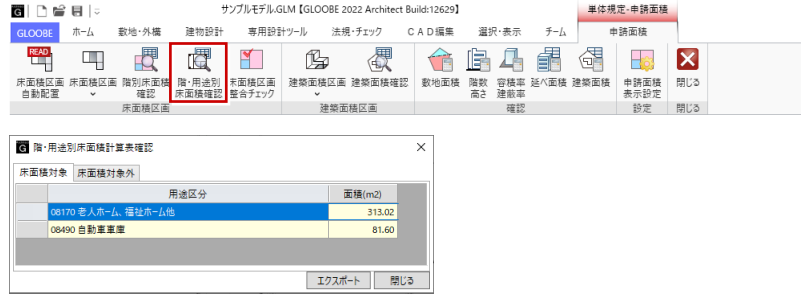 G サンプルモデル.GLM【GLOOBE 2022 Architect Build:12629】 単体規定-申請面積
GLOOBE ホーム 敷地・外構 建物設計 専用設計ツール 法規・チェック CAD編集 選択・表示 チーム 申請面積
READ
床面積区画 床面積区画 階別床面積 階・用途別 床面積区画 建築面積区画 建築面積確認 敷地面積 階数 容積率 延べ面積 建築面積 申請面積 閉じる
自動配置 確認 床面積確認 整合チェック 高さ 建蔽率 表示設定
床面積区画 建築面積区画 確認 設定 閉じる
G 階・用途別床面積計算表確認
床面積対象 床面積対象外
用途区分 面積(m2)
08170 老人ホーム、福祉ホーム他 313.02
08490 自動車車庫 81.60
エクスポート 閉じる